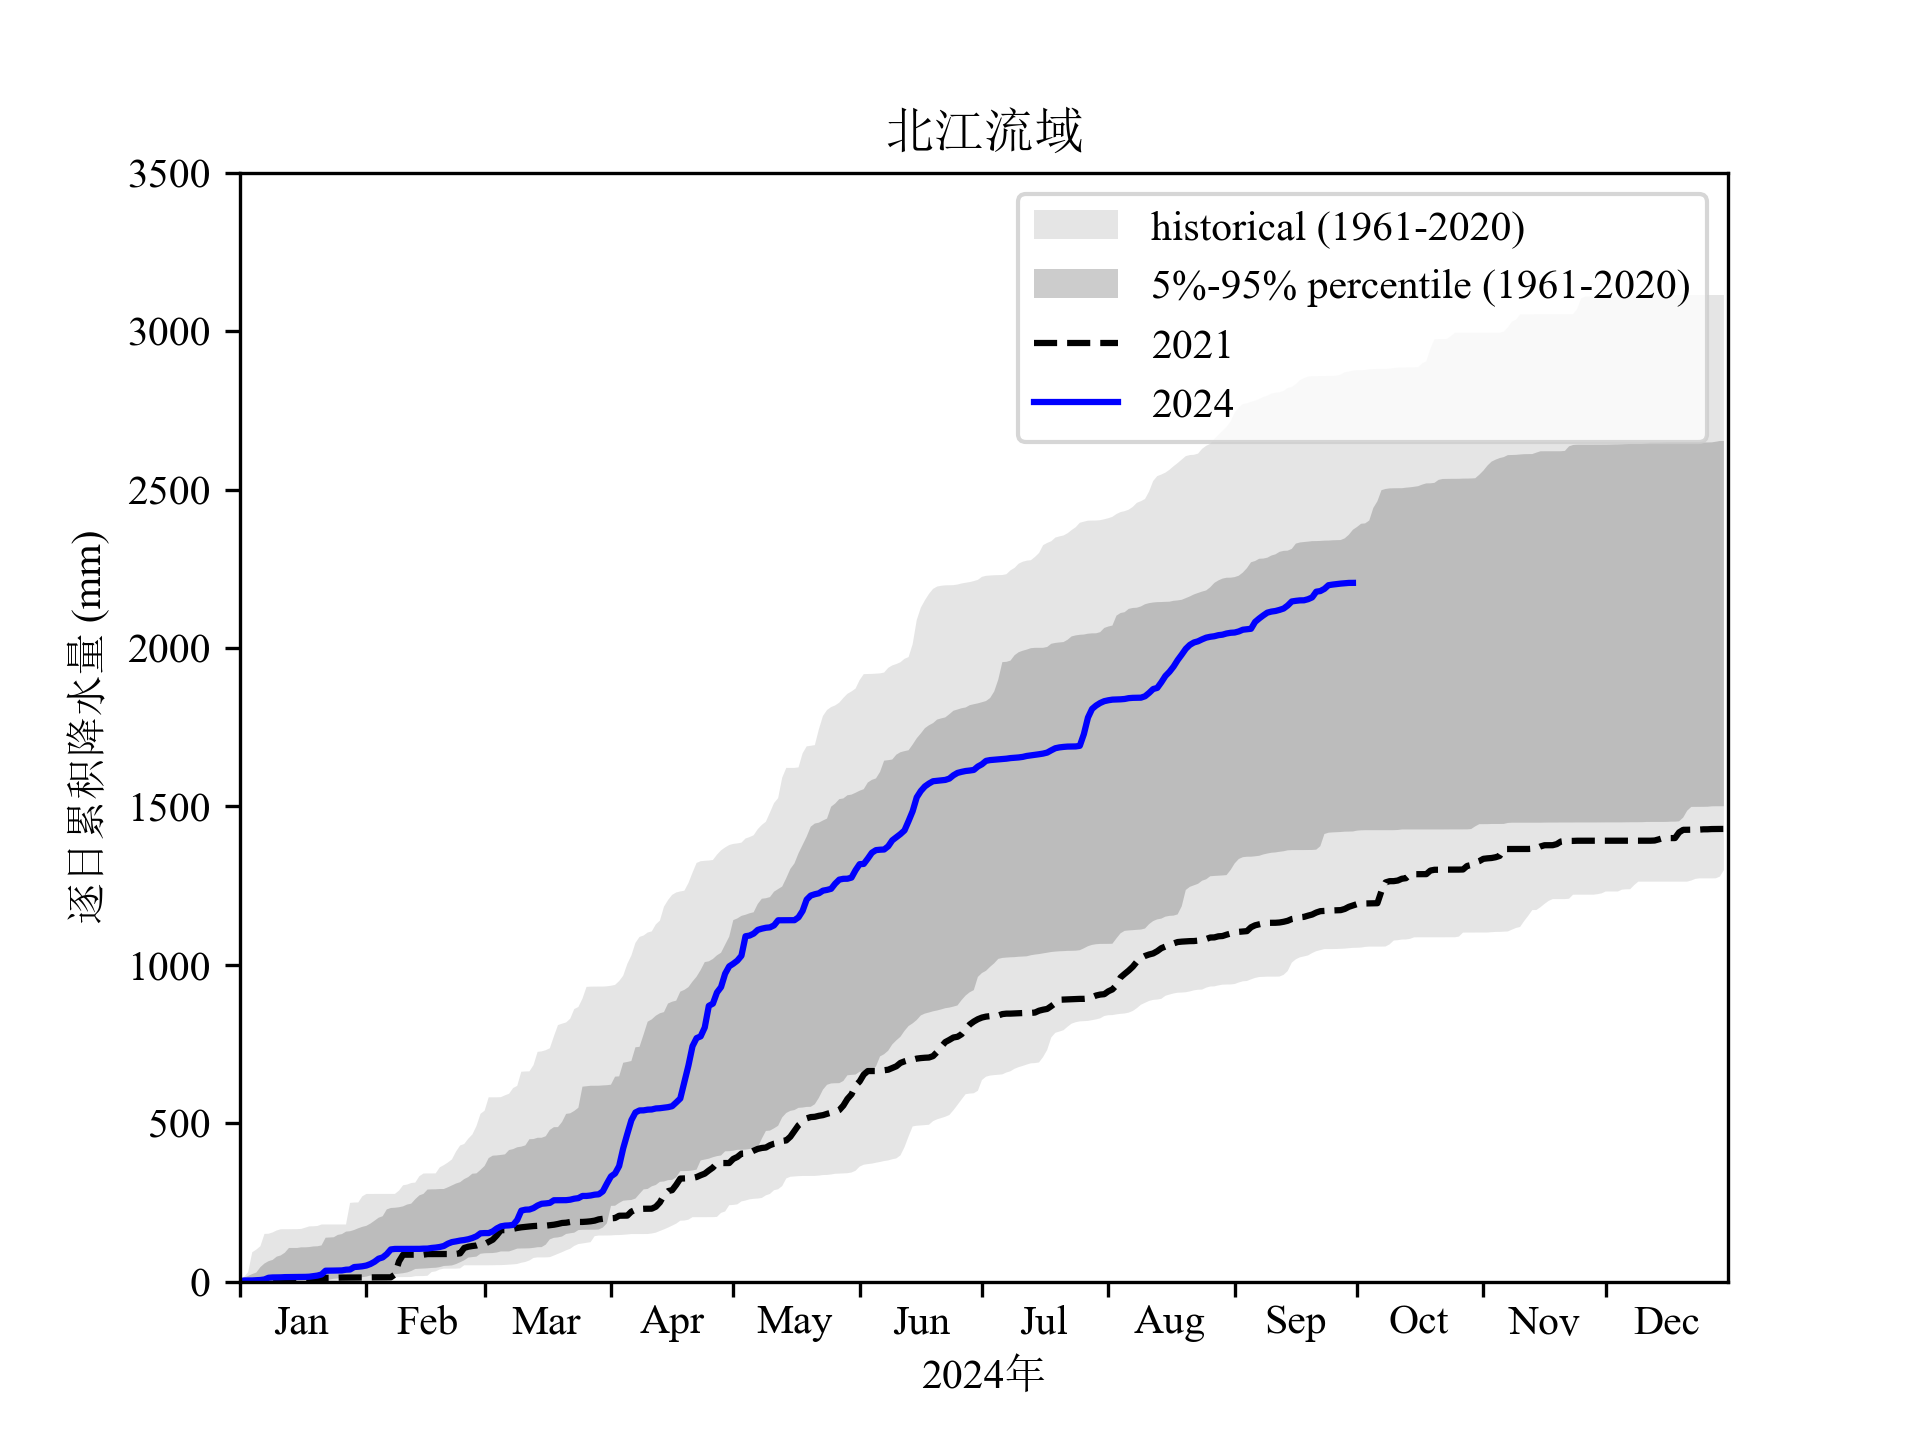 北江流域
3500
3000
2500
2000
1500
1000
500
0
逐日累积降水量 (mm)
historical (1961-2020)
5%-95% percentile (1961-2020)
2021
2024
Jan Feb Mar Apr May Jun Jul Aug Sep Oct Nov Dec
2024年